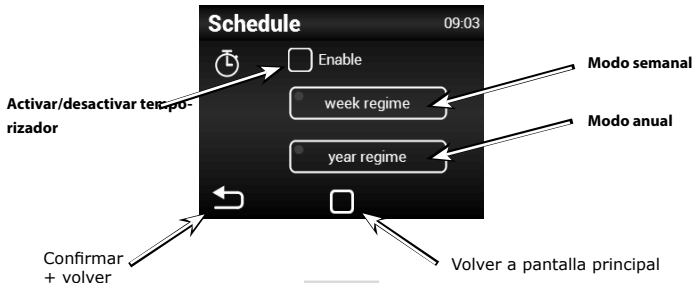 Schedule 09:03
Enable
Modo semanal
Activar/desactivar tempo-
rizador
week regime
Modo anual
year regime
Confirmar
+ volver
Volver a pantalla principal